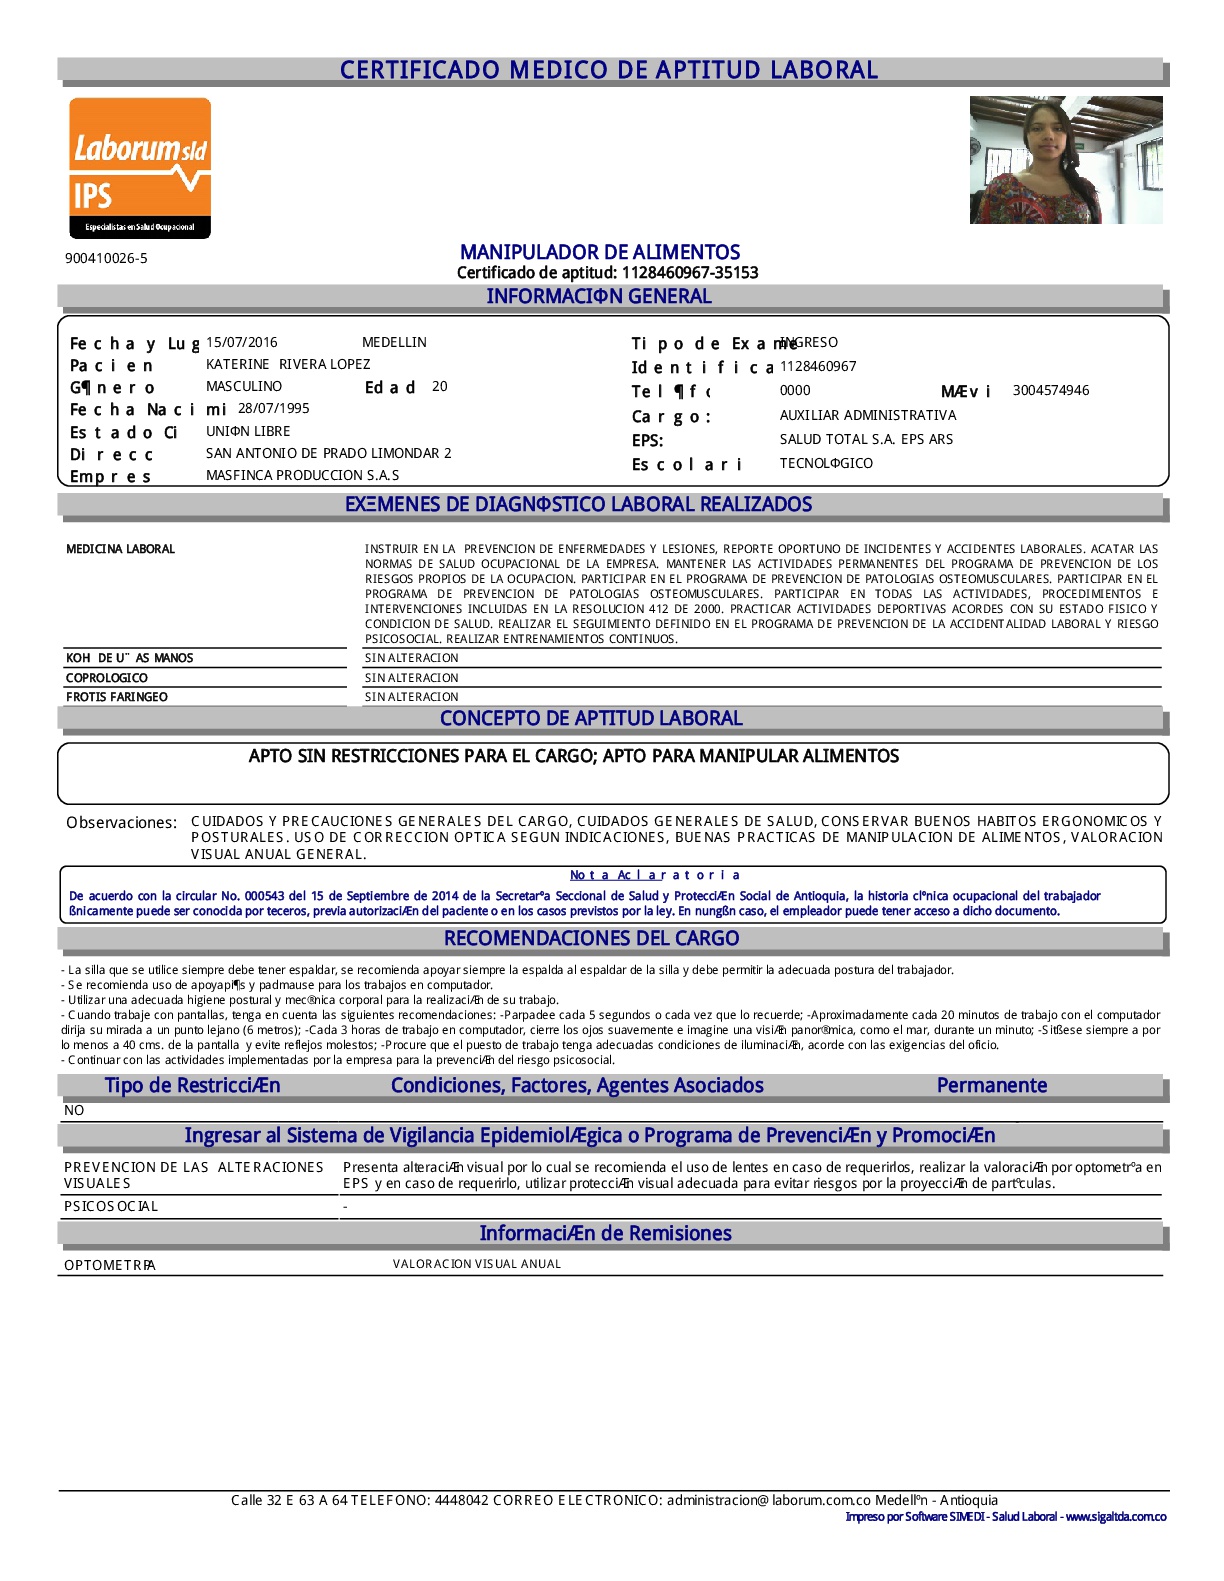 CERTIFICADO MEDICO DE APTITUD LABORAL
Laborum sld
IPS
Especialistas en Salud Ocupacional
900410026-5
MANIPULADOR DE ALIMENTOS
Certificado de aptitud: 1128460967-35153
INFORMACIΦN GENERAL
Fecha y Lug 15/07/2016 MEDELLIN Tipo de Exame INGRESO
Pacien KATERINE RIVERA LOPEZ Identifica 1128460967
G¶nero MASCULINO Edad 20 Tel¶fc 0000 MÆvi 3004574946
Fecha Nacimi 28/07/1995 Cargo: AUXILIAR ADMINISTRATIVA
Estado Ci UNIΦN LIBRE EPS: SALUD TOTAL S.A. EPS ARS
Direcc SAN ANTONIO DE PRADO LIMONDAR 2 Escolari TECNOLΦGICO
Empres MASFINCA PRODUCCION S.A.S
EXΞMENES DE DIAGNΦSTICO LABORAL REALIZADOS
MEDICINA LABORAL INSTRUIR EN LA PREVENCION DE ENFERMEDADES Y LESIONES, REPORTE OPORTUNO DE INCIDENTES Y ACCIDENTES LABORALES. ACATAR LAS
NORMAS DE SALUD OCUPACIONAL DE LA EMPRESA. MANTENER LAS ACTIVIDADES PERMANENTES DEL PROGRAMA DE PREVENCION DE LOS
RIESGOS PROPIOS DE LA OCUPACION. PARTICIPAR EN EL PROGRAMA DE PREVENCION DE PATOLOGIAS OSTEOMUSCULARES. PARTICIPAR EN EL
PROGRAMA DE PREVENCION DE PATOLOGIAS OSTEOMUSCULARES. PARTICIPAR EN TODAS LAS ACTIVIDADES, PROCEDIMIENTOS E
INTERVENCIONES INCLUIDAS EN LA RESOLUCION 412 DE 2000. PRACTICAR ACTIVIDADES DEPORTIVAS ACORDES CON SU ESTADO FISICO Y
CONDICION DE SALUD. REALIZAR EL SEGUIMIENTO DEFINIDO EN EL PROGRAMA DE PREVENCION DE LA ACCIDENTALIDAD LABORAL Y RIESGO
PSICOSOCIAL. REALIZAR ENTRENAMIENTOS CONTINUOS.
KOH DE U¨AS MANOS SIN ALTERACION
COPROLOGICO SIN ALTERACION
FROTIS FARINGEO SIN ALTERACION
CONCEPTO DE APTITUD LABORAL
APTO SIN RESTRICCIONES PARA EL CARGO; APTO PARA MANIPULAR ALIMENTOS
Observaciones: CUIDADOS Y PRECAUCIONES GENERALES DEL CARGO, CUIDADOS GENERALES DE SALUD, CONSERVAR BUENOS HABITOS ERGONOMICOS Y
POSTURALES. USO DE CORRECCION OPTICA SEGUN INDICACIONES, BUENAS PRACTICAS DE MANIPULACION DE ALIMENTOS, VALORACION
VISUAL ANUAL GENERAL.
Nota Aclaratoria
De acuerdo con la circular No. 000543 del 15 de Septiembre de 2014 de la Secretarªa Seccional de Salud y ProtecciÆn Social de Antioquia, la historia clªnica ocupacional del trabajador
ßnicamente puede ser conocida por teceros, previa autorizaciÆn del paciente o en los casos previstos por la ley. En nungßn caso, el empleador puede tener acceso a dicho documento.
RECOMENDACIONES DEL CARGO
- La silla que se utilice siempre debe tener espaldar, se recomienda apoyar siempre la espalda al espaldar de la silla y debe permitir la adecuada postura del trabajador.
- Se recomienda uso de apoyapi¶s y padmause para los trabajos en computador.
- Utilizar una adecuada higiene postural y mec®nica corporal para la realizaciÆn de su trabajo.
- Cuando trabaje con pantallas, tenga en cuenta las siguientes recomendaciones: -Parpadee cada 5 segundos o cada vez que lo recuerde; -Aproximadamente cada 20 minutos de trabajo con el computador
dirija su mirada a un punto lejano (6 metros); -Cada 3 horas de trabajo en computador, cierre los ojos suavemente e imagine una visiÆn panor®mica, como el mar, durante un minuto; -Sitßese siempre a por
lo menos a 40 cms. de la pantalla y evite reflejos molestos; -Procure que el puesto de trabajo tenga adecuadas condiciones de iluminaciÆn, acorde con las exigencias del oficio.
- Continuar con las actividades implementadas por la empresa para la prevenciÆn del riesgo psicosocial.
Tipo de RestricciÆn Condiciones, Factores, Agentes Asociados Permanente
NO
Ingresar al Sistema de Vigilancia EpidemiolÆgica o Programa de PrevenciÆn y PromociÆn
PREVENCION DE LAS ALTERACIONES Presenta alteraciÆn visual por lo cual se recomienda el uso de lentes en caso de requerirlos, realizar la valoraciÆn por optometrªa en
VISUALES EPS y en caso de requerirlo, utilizar protecciÆn visual adecuada para evitar riesgos por la proyecciÆn de partªculas.
PSICOSOCIAL -
InformaciÆn de Remisiones
OPTOMETRPA VALORACION VISUAL ANUAL
Calle 32 E 63 A 64 TELEFONO: 4448042 CORREO ELECTRONICO: administracion@laborum.com.co Medellªn - Antioquia
Impreso por Software SIMEDI - Salud Laboral - www.sigaltda.com.co